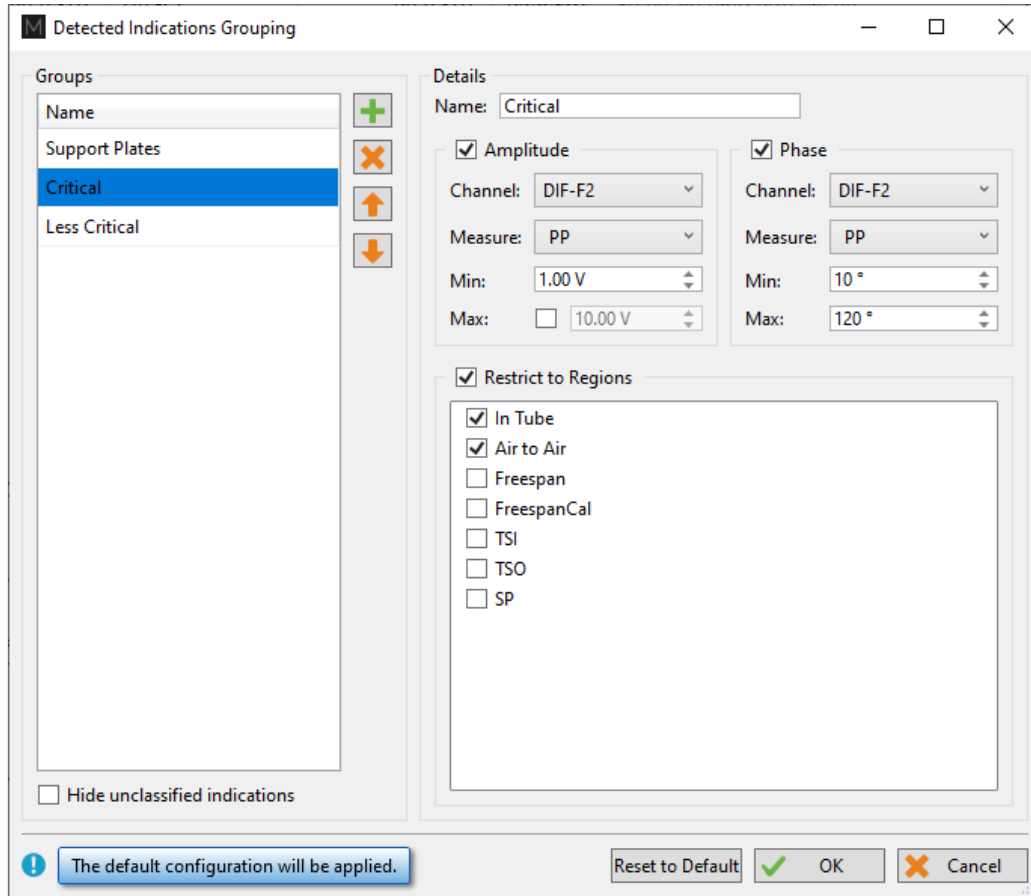 M Detected Indications Grouping
Groups
Name
Support Plates
Critical
Less Critical
Hide unclassified indications
Details
Name: Critical
Amplitude
Channel: DIF-F2
Measure: PP
Min: 1.00 V
Max: 10.00 V
Phase
Channel: DIF-F2
Measure: PP
Min: 10 °
Max: 120 °
Restrict to Regions
In Tube
Air to Air
Freespan
FreespanCal
TSI
TSO
SP
The default configuration will be applied.
Reset to Default
OK
Cancel